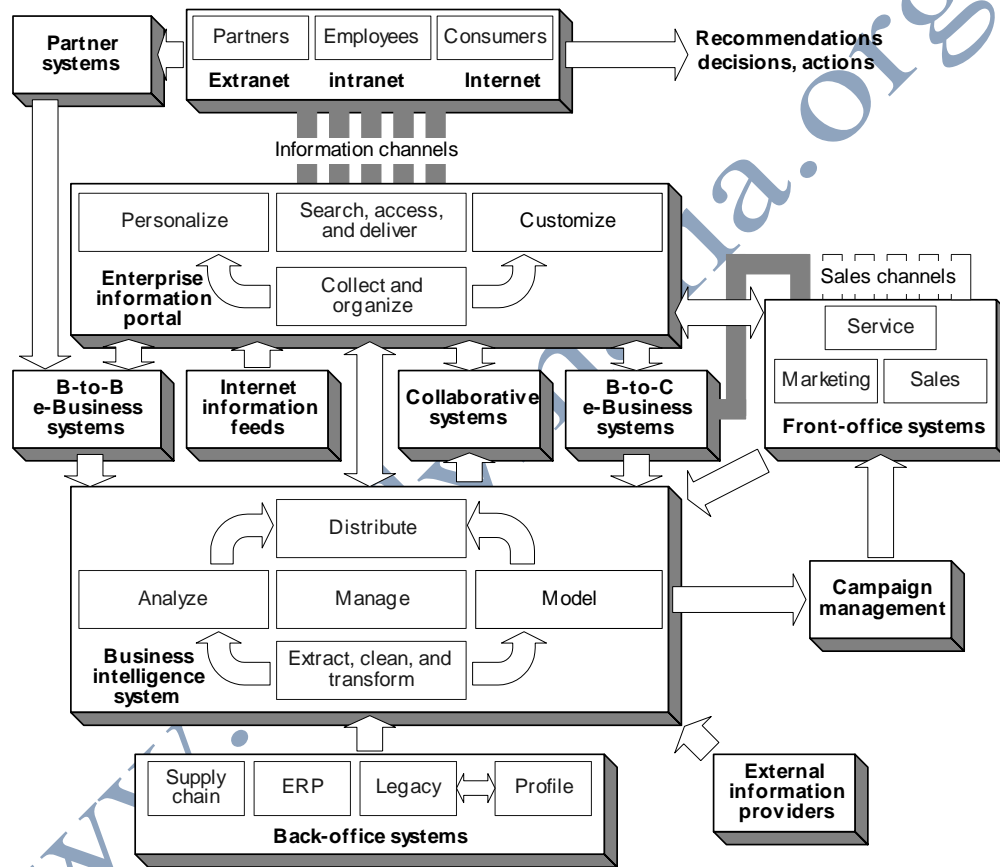 Partner
systems
Partners
Employees
Consumers
Extranet
intranet
Internet
Recommendations
decisions, actions
Information channels
Personalize
Search, access,
and deliver
Customize
Enterprise
information
portal
Collect and
organize
Sales channels
Service
Marketing
Sales
Front-office systems
B-to-B
e-Business
systems
Internet
information
feeds
Collaborative
systems
B-to-C
e-Business
systems
Distribute
Analyze
Manage
Model
Business
intelligence
system
Extract, clean, and
transform
Campaign
management
Supply
chain
ERP
Legacy
Profile
Back-office systems
External
information
providers